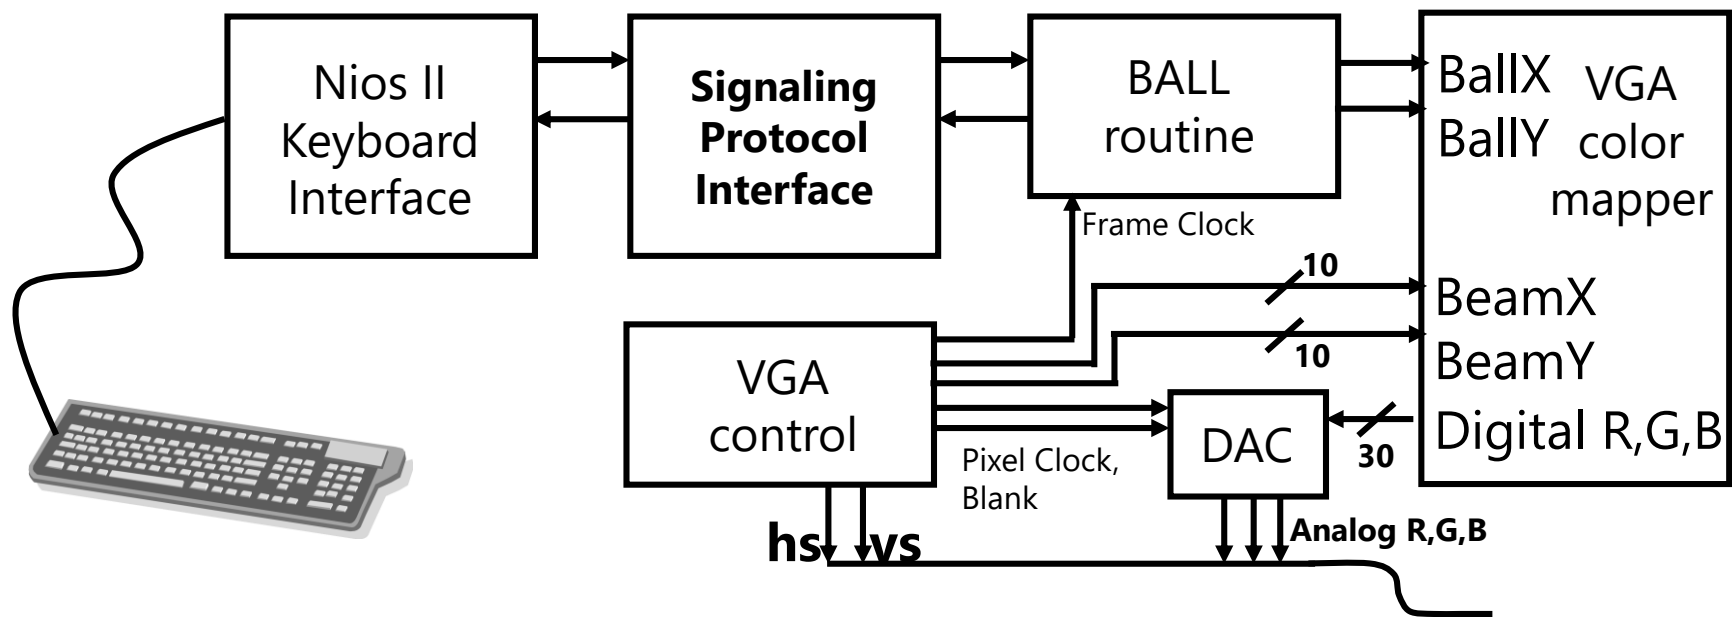 Nios II
Keyboard
Interface
Signaling
Protocol
Interface
BALL
routine
BallX
BallY
VGA
color
mapper
Frame Clock
10
10
BeamX
BeamY
Digital R,G,B
VGA
control
Pixel Clock,
Blank
DAC
30
hs
vs
Analog R,G,B